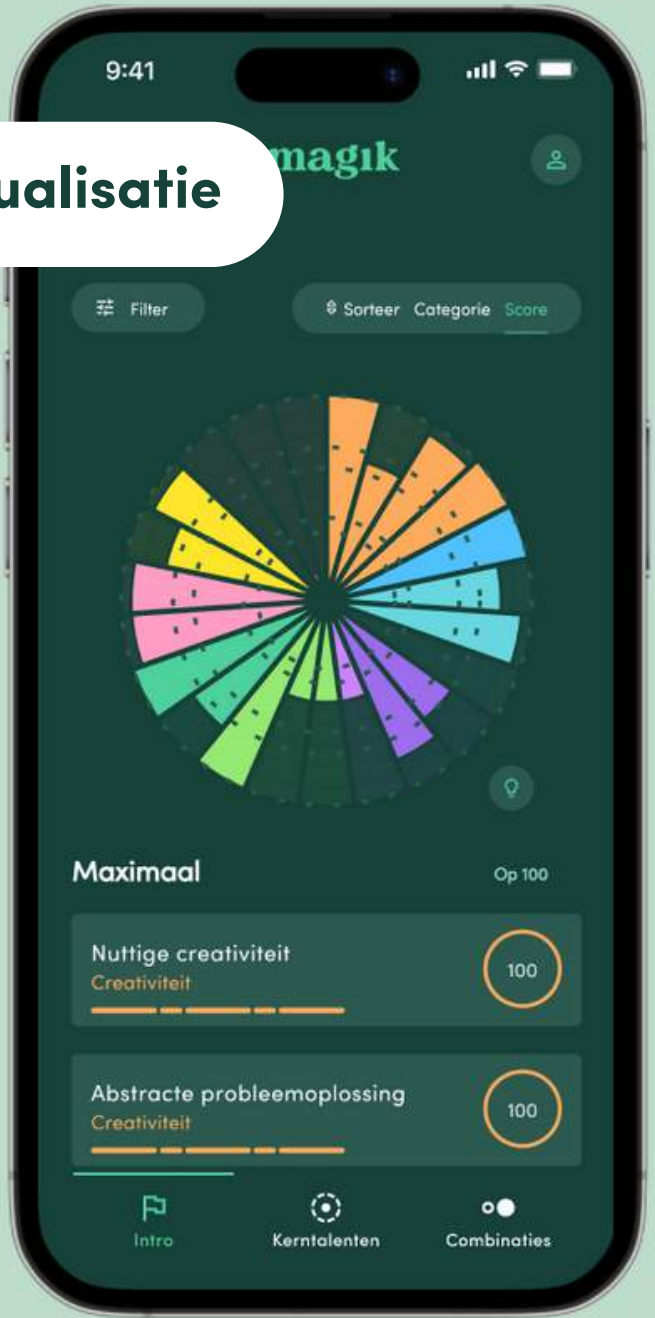 9:41
magık
ualisatie
Filter
Sorteer Categorie Score
Maximaal
Op 100
Nuttige creativiteit
Creativiteit
100
Abstracte probleemoplossing
Creativiteit
100
Intro
Kerntalenten
Combinaties